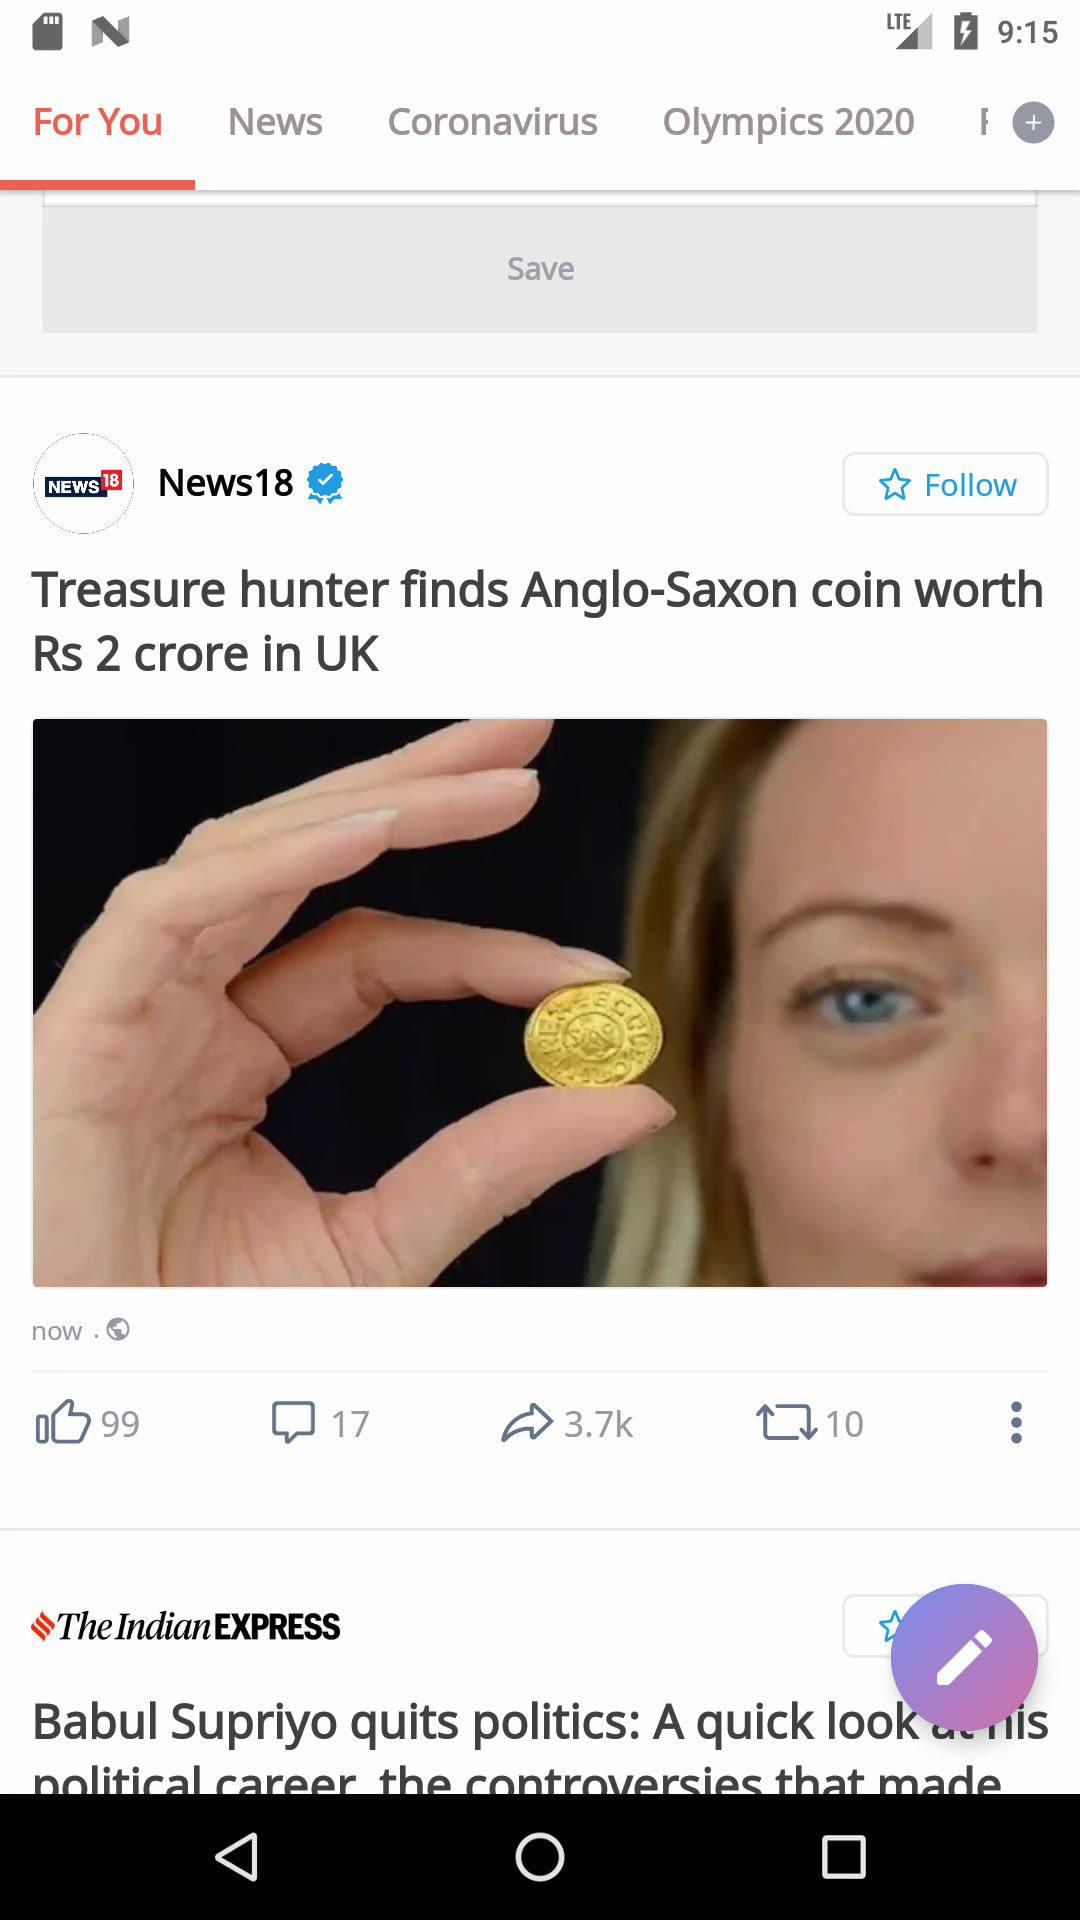 LTE 9:15
For You News Coronavirus Olympics 2020
Save
NEWS 18 News18 Follow
Treasure hunter finds Anglo-Saxon coin worth
Rs 2 crore in UK
now .
99 17 3.7k 10
The Indian EXPRESS
Babul Supriyo quits politics: A quick look at his
political career, the controversies that made